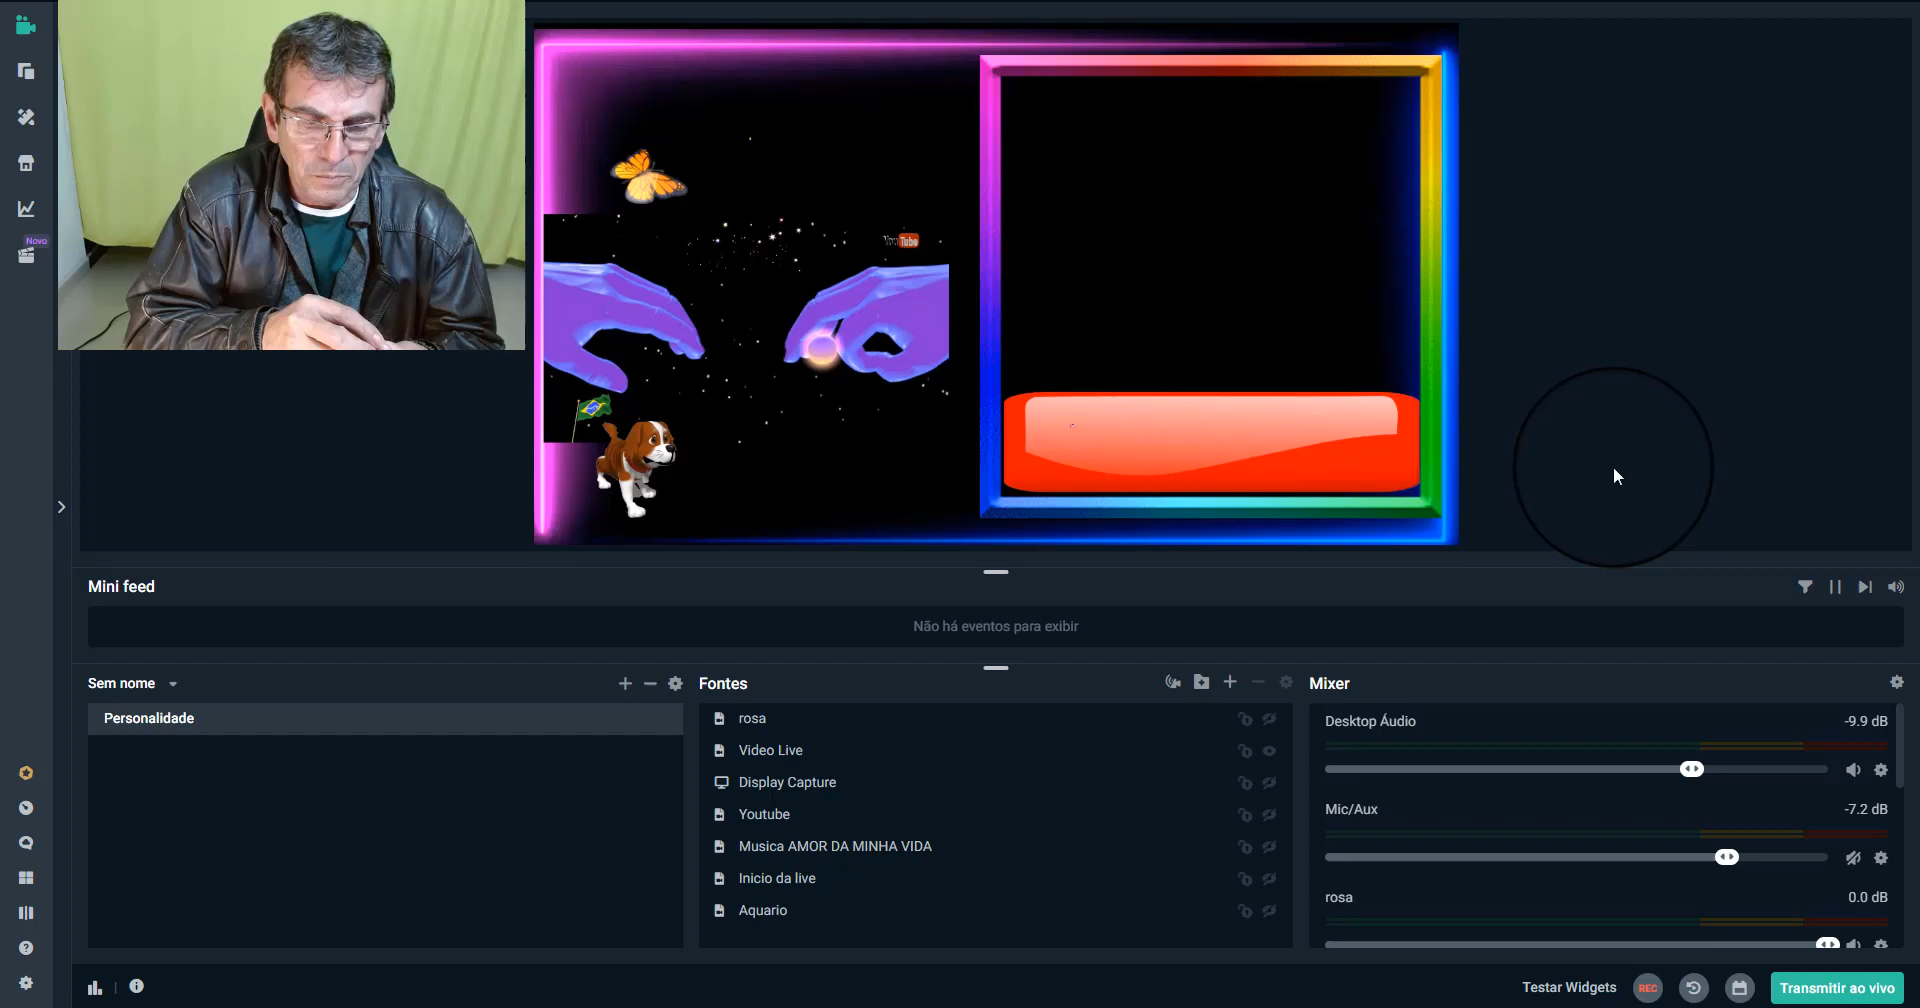 Novo
YouTube
Mini feed
Não há eventos para exibir
Sem nome
Personalidade
Fontes
rosa
Video Live
Display Capture
Youtube
Musica AMOR DA MINHA VIDA
Inicio da live
Aquario
Mixer
Desktop Áudio
-9.9 dB
Mic/Aux
-7.2 dB
rosa
0.0 dB
Testar Widgets
REC
Transmitir ao vivo